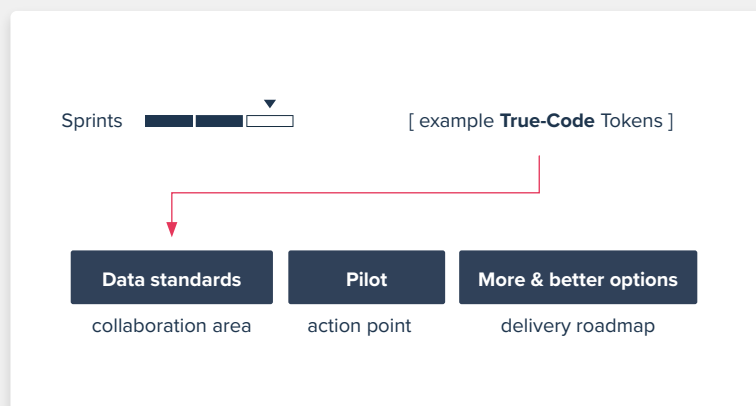 Sprints
[ example True-Code Tokens ]
Data standards
Pilot
More & better options
collaboration area
action point
delivery roadmap